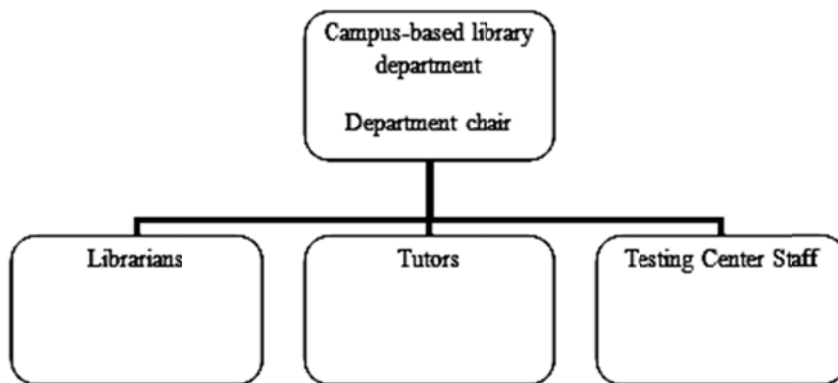 Campus-based library
department
Department chair
Librarians
Tutors
Testing Center Staff